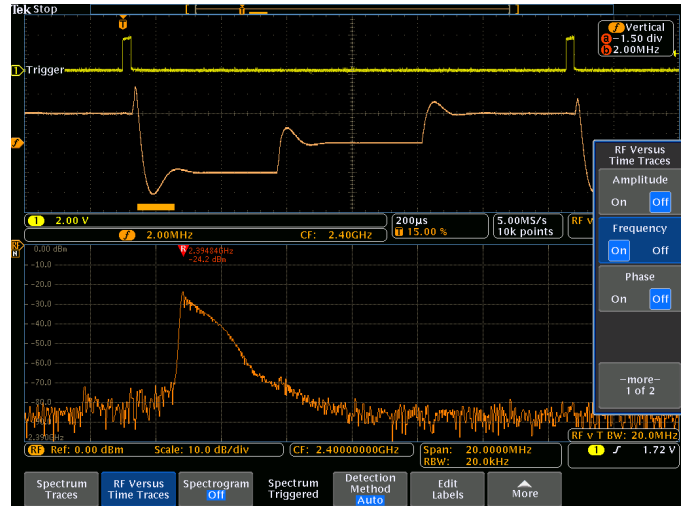 Tek Stop
T
f Vertical
a -1.50 div
b 2.00MHz
1 Trigger
f
RF Versus
Time Traces
Amplitude
On Off
Frequency
On Off
Phase
On Off
-more-
1 of 2
1 2.00 V
200µs
T 15.00 %
5.00MS/s
10k points
RF v
f 2.00MHz CF: 2.40GHz
0.00 dBm
-10.0
-20.0
-30.0
-40.0
-50.0
-60.0
-70.0
2.390GHz
R
2.39484GHz
-24.2 dBm
RF v T BW: 20.0MHz
RF Ref: 0.00 dBm Scale: 10.0 dB/div
CF: 2.40000000GHz
Span: 20.0000MHz
RBW: 20.0kHz
1 1.72 V
Spectrum
Traces
RF Versus
Time Traces
Spectrogram
Off
Spectrum
Triggered
Detection
Method
Auto
Edit
Labels
More